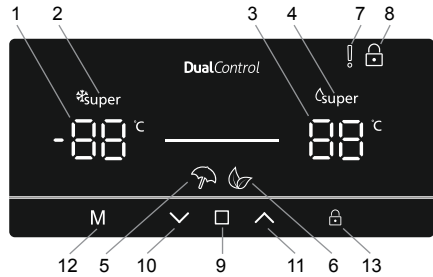 1 2 3 4 7 8
DualControl
super super
-88 °C 88 °C
M
12 5 10 9 11 6 13